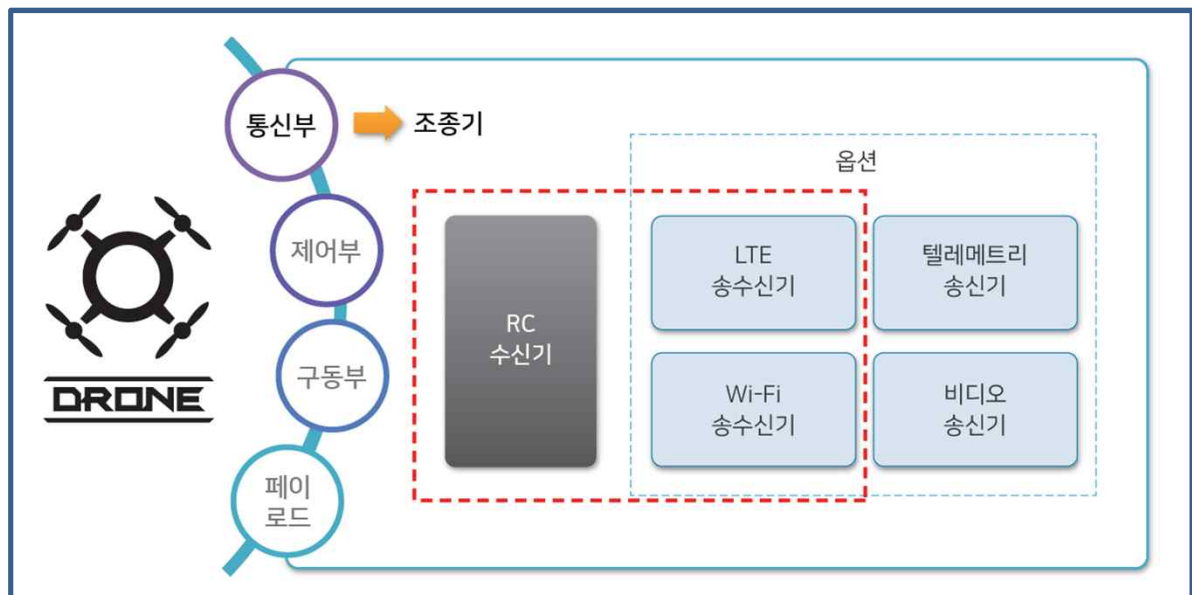 통신부
조종기
옵션
제어부
LTE
송수신기
텔레메트리
송신기
RC
수신기
구동부
DRONE
Wi-Fi
송수신기
비디오
송신기
페이
로드